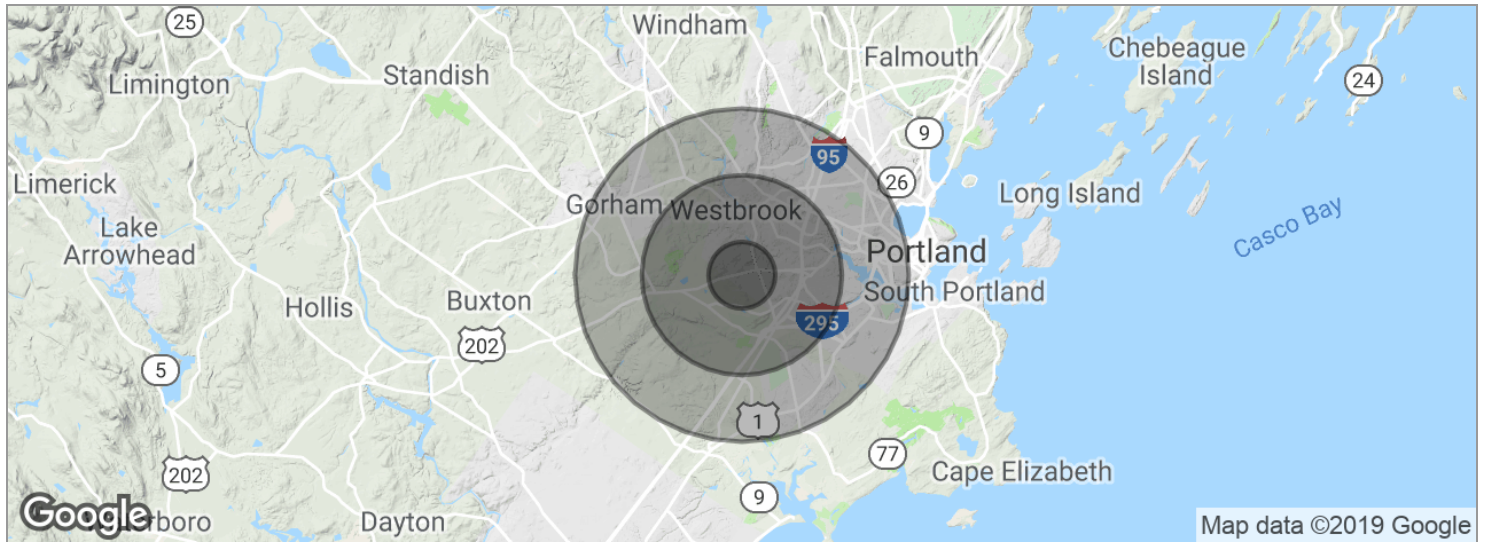 25
Windham
Falmouth
Chebeague
Island
Standish
Limington
24
9
95
Limerick
26
Long Island
Gorham
Westbrook
Lake
Arrowhead
Casco Bay
Portland
South Portland
Hollis
Buxton
295
202
5
1
77
Cape Elizabeth
202
9
Google
Dayton
Map data ©2019 Google